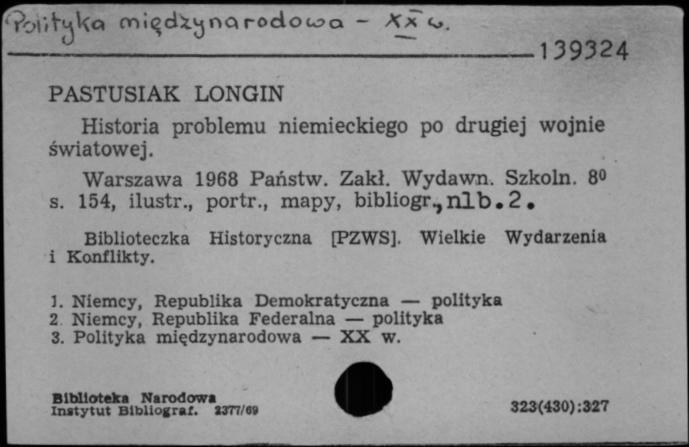 Polityka międzynarodowa - XX w.
139324
PASTUSIAK LONGIN
Historia problemu niemieckiego po drugiej wojnie
światowej.
Warszawa 1968 Państw. Zakł. Wydawn. Szkoln. 8⁰
s. 154, ilustr., portr., mapy, bibliogr., nlb. 2.
Biblioteczka Historyczna [PZWS]. Wielkie Wydarzenia
i Konflikty.
1. Niemcy, Republika Demokratyczna — polityka
2. Niemcy, Republika Federalna — polityka
3. Polityka międzynarodowa — XX w.
Biblioteka Narodowa
Instytut Bibliograf. 2377/69
323(430):327